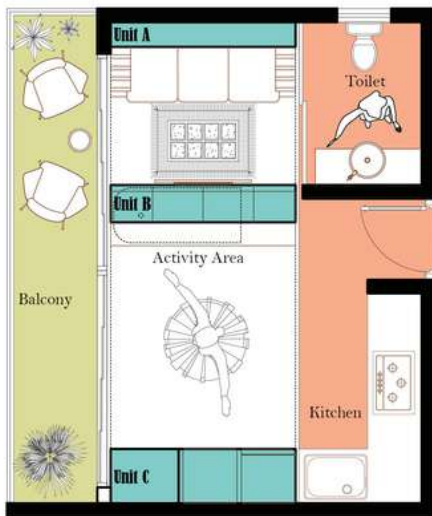 Unit A
Toilet
Unit B
Activity Area
Balcony
Kitchen
Unit C